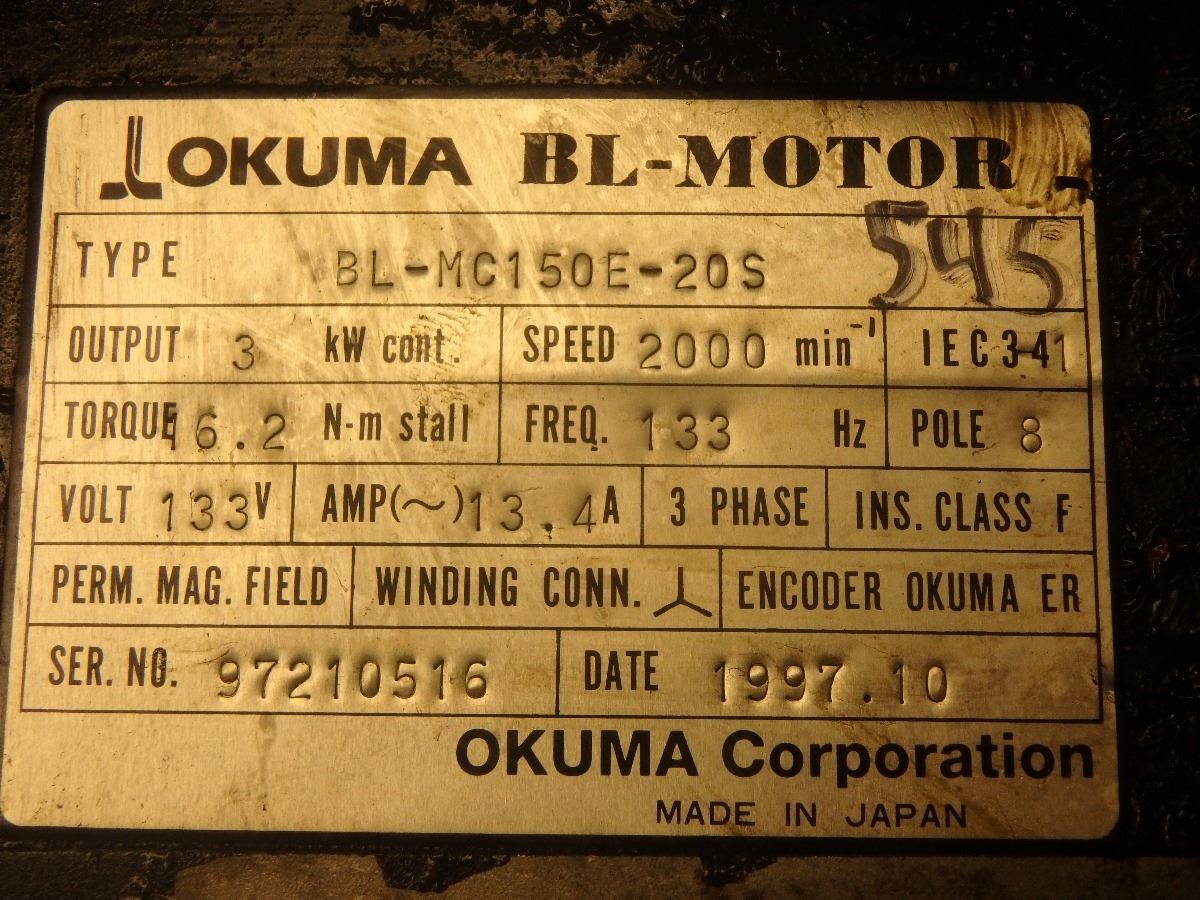 OKUMA BL-MOTOR
545
TYPE BL-MC150E-20S
OUTPUT 3 kW cont. SPEED 2000 min⁻¹ IEC34-1
TORQUE 16.2 N-m stall FREQ. 133 Hz POLE 8
VOLT 133V AMP(~)13.4A 3 PHASE INS. CLASS F
PERM. MAG. FIELD WINDING CONN. ENCODER OKUMA ER
SER. NO. 97210516 DATE 1997.10
OKUMA Corporation
MADE IN JAPAN